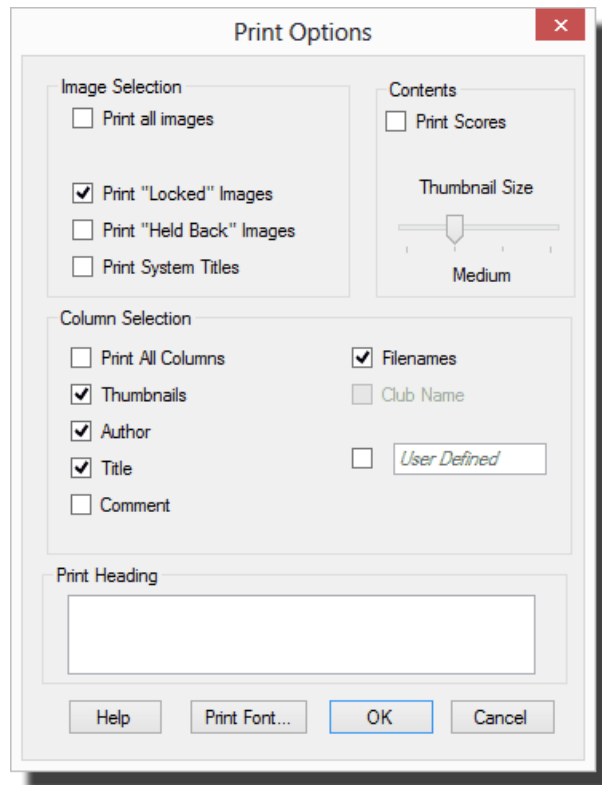 Print Options
Image Selection
Print all images
Print "Locked" Images
Print "Held Back" Images
Print System Titles
Contents
Print Scores
Thumbnail Size
Medium
Column Selection
Print All Columns
Thumbnails
Author
Title
Comment
Filenames
Club Name
User Defined
Print Heading
Help
Print Font...
OK
Cancel